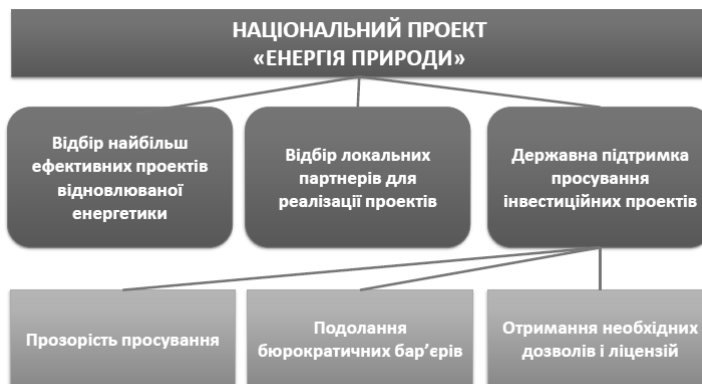 НАЦІОНАЛЬНИЙ ПРОЕКТ
«ЕНЕРГІЯ ПРИРОДИ»
Відбір найбільш
ефективних проектів
відновлюваної
енергетики
Відбір локальних
партнерів для
реалізації проектів
Державна підтримка
просування
інвестиційних проектів
Прозорість просування
Подолання
бюрократичних бар’єрів
Отримання необхідних
дозволів і ліцензій